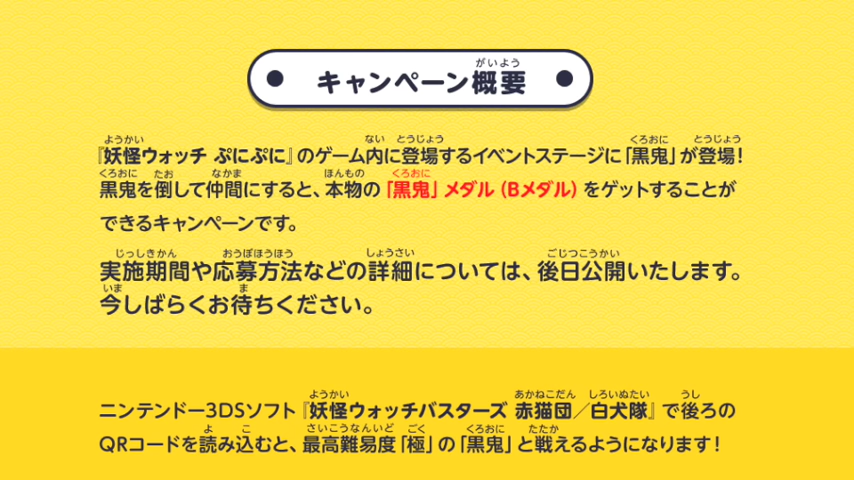 キャンペーン概要
『妖怪ウォッチ ぷにぷに』のゲーム内に登場するイベントステージに「黒鬼」が登場!
黒鬼を倒して仲間にすると、本物の「黒鬼」メダル(Bメダル)をゲットすることが
できるキャンペーンです。
実施期間や応募方法などの詳細については、後日公開いたします。
今しばらくお待ちください。
ニンテンドー3DSソフト『妖怪ウォッチバスターズ 赤猫団/白犬隊』で後ろの
QRコードを読み込むと、最高難易度「極」の「黒鬼」と戦えるようになります!